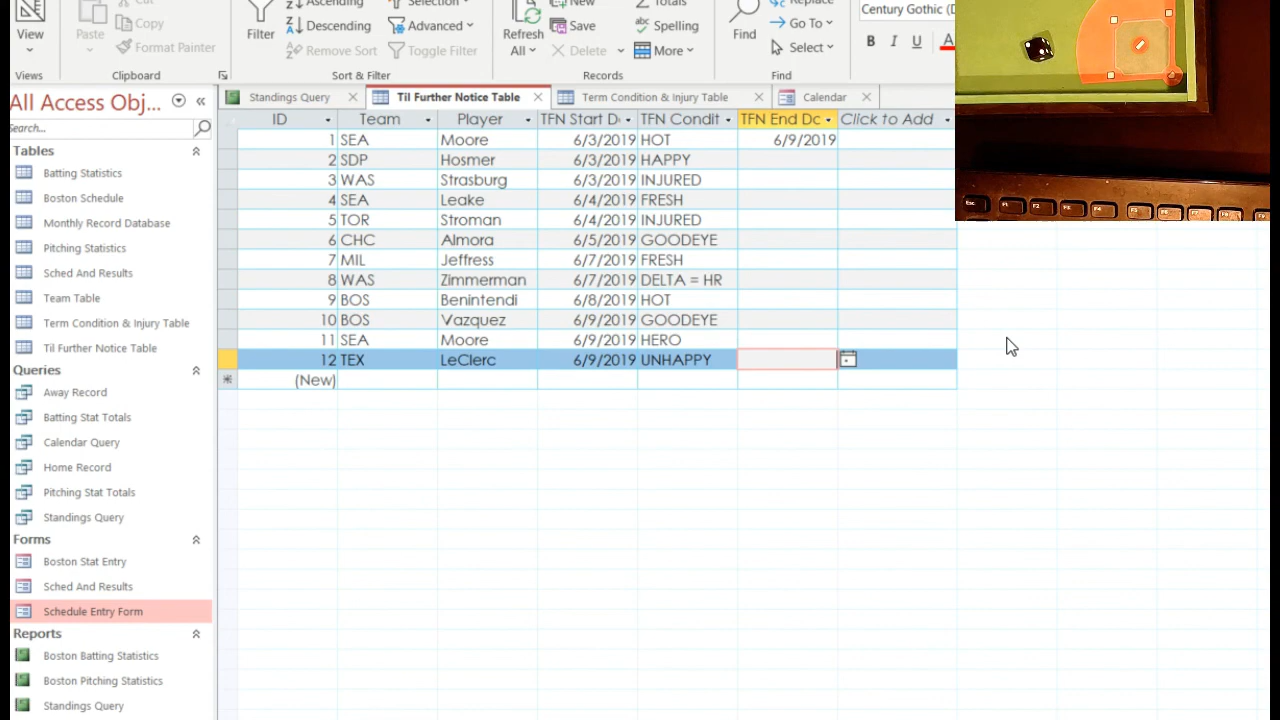 Cut Ascending Selection New Totals Replace Century Gothic (D
View Paste Copy Filter Descending Advanced Refresh All Save Spelling Find Go To
Format Painter Remove Sort Toggle Filter Delete More Select B I U A
Views Clipboard Sort & Filter Records Find
All Access Obj... Standings Query Til Further Notice Table Term Condition & Injury Table Calendar
Search...
ID Team Player TFN Start D TFN Condit TFN End Dc Click to Add
1 SEA Moore 6/3/2019 HOT 6/9/2019
2 SDP Hosmer 6/3/2019 HAPPY
3 WAS Strasburg 6/3/2019 INJURED
4 SEA Leake 6/4/2019 FRESH
5 TOR Stroman 6/4/2019 INJURED
6 CHC Almora 6/5/2019 GOODEYE
7 MIL Jeffress 6/7/2019 FRESH
8 WAS Zimmerman 6/7/2019 DELTA = HR
9 BOS Benintendi 6/8/2019 HOT
10 BOS Vazquez 6/9/2019 GOODEYE
11 SEA Moore 6/9/2019 HERO
12 TEX LeClerc 6/9/2019 UNHAPPY
(New)
Tables
Batting Statistics
Boston Schedule
Monthly Record Database
Pitching Statistics
Sched And Results
Team Table
Term Condition & Injury Table
Til Further Notice Table
Queries
Away Record
Batting Stat Totals
Calendar Query
Home Record
Pitching Stat Totals
Standings Query
Forms
Boston Stat Entry
Sched And Results
Schedule Entry Form
Reports
Boston Batting Statistics
Boston Pitching Statistics
Standings Query
Esc F1 F2 F3 F4 F5 F6 F7 F8 F9